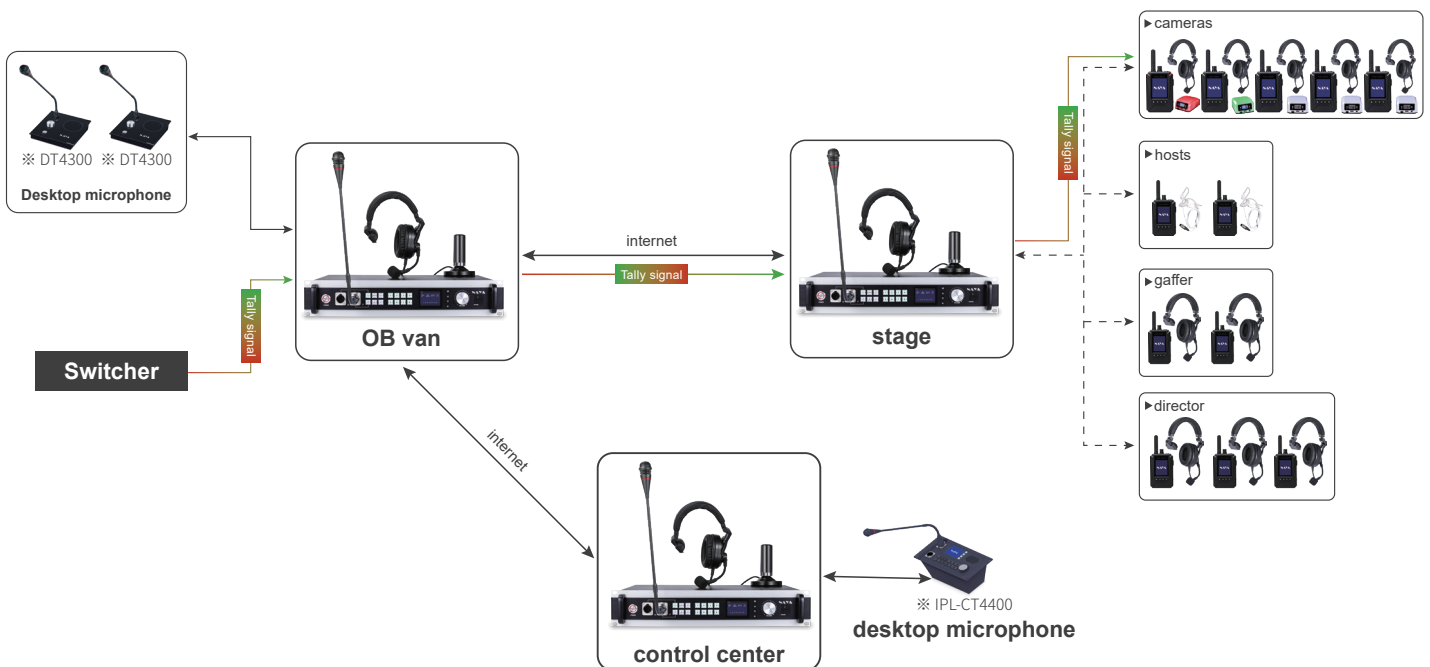 ▶cameras
※ DT4300 ※ DT4300
Desktop microphone
Tally signal
▶hosts
internet
Tally signal
▶gaffer
Tally signal
OB van
stage
Switcher
▶director
internet
※ IPL-CT4400
desktop microphone
control center